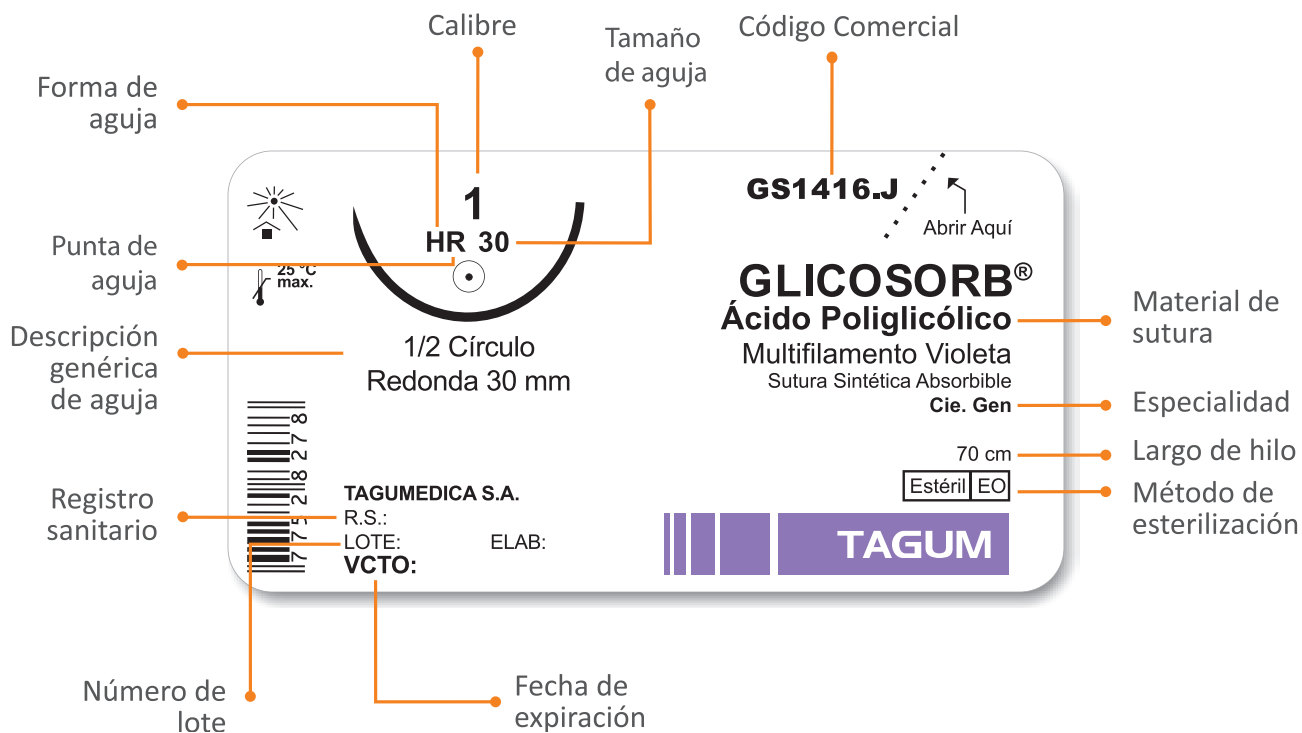 Calibre
Tamaño
de aguja
Código Comercial
Forma de
aguja
1
HR 30
GS1416.J
Abrir Aquí
Punta de
aguja
25 °C
max.
GLICOSORB®
Ácido Poliglicólico
Material de
sutura
Descripción
genérica
de aguja
1/2 Círculo
Redonda 30 mm
Multifilamento Violeta
Sutura Sintética Absorbible
Cie. Gen
Especialidad
70 cm
Largo de hilo
Estéril EO
Método de
esterilización
Registro
sanitario
775282278
TAGUMEDICA S.A.
R.S.:
LOTE: ELAB:
VCTO:
TAGUM
Número de
lote
Fecha de
expiración